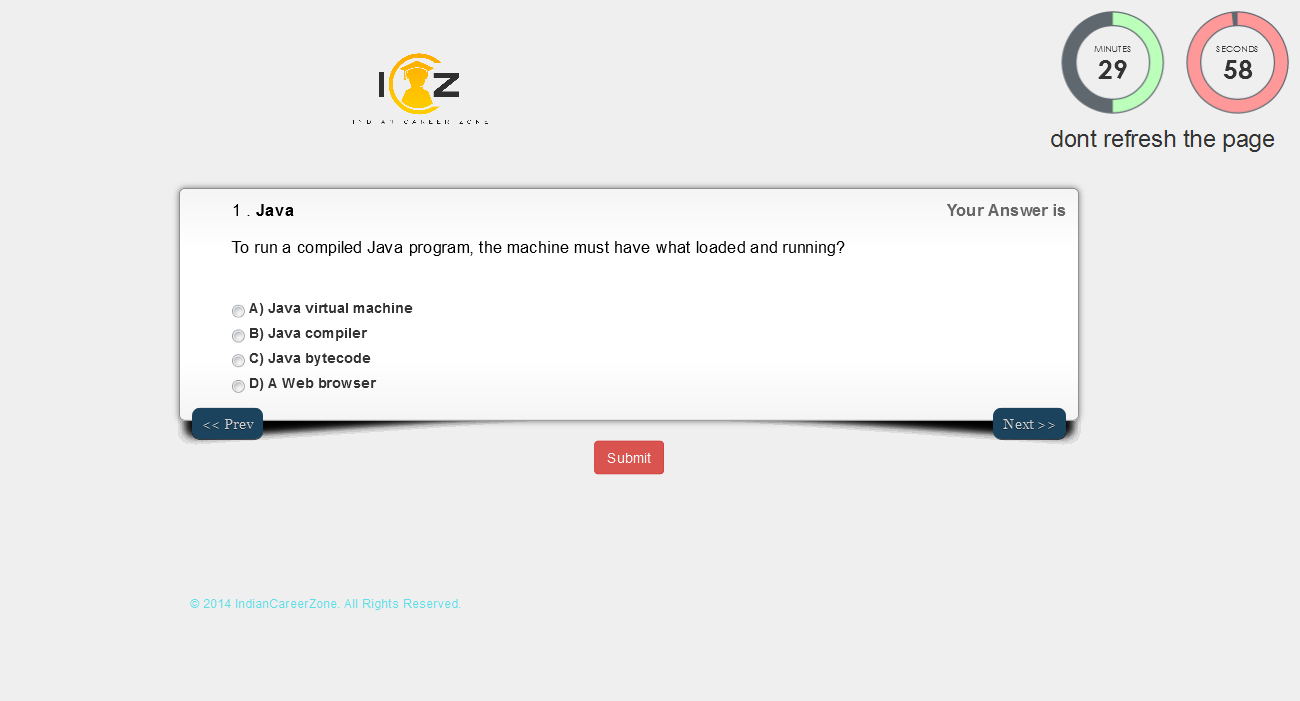 MINUTES
29
SECONDS
58
I Z
INDIAN CAREER ZONE
dont refresh the page
1 . Java
Your Answer is
To run a compiled Java program, the machine must have what loaded and running?
A) Java virtual machine
B) Java compiler
C) Java bytecode
D) A Web browser
<< Prev
Next >>
Submit
© 2014 IndianCareerZone. All Rights Reserved.